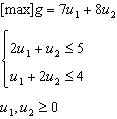 [max]g = 7u₁ + 8u₂
2u₁ + u₂ ≤ 5
u₁ + 2u₂ ≤ 4
u₁, u₂ ≥ 0